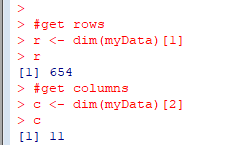 >
> #get rows
> r <- dim(myData)[1]
> r
[1] 654
> #get columns
> c <- dim(myData)[2]
> c
[1] 11